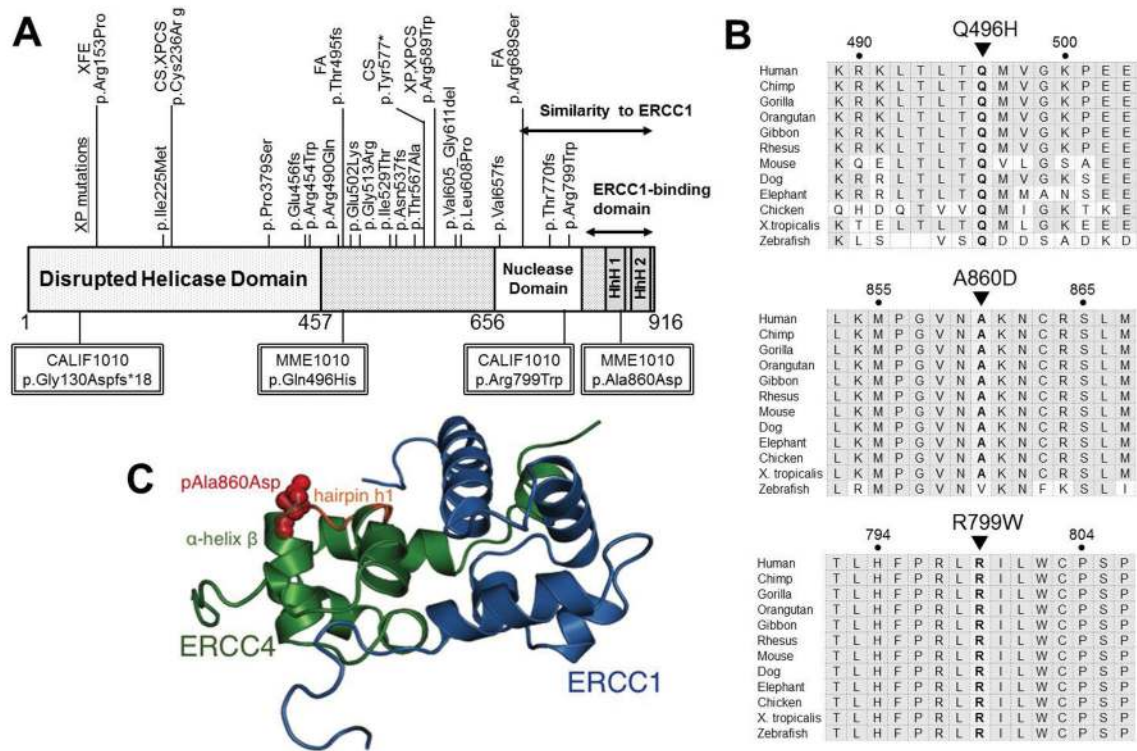 A
XP mutations
XFE
p.Arg153Pro
p.Ile225Met
CS,XPCS
p.Cys236Ar g
p.Pro379Ser
p.Glu456fs
p.Arg454Trp
p.Arg490Gln
FA
p.Thr495fs
p.Glu502Lys
p.Gly513Arg
p.Ile529Thr
p.Asn537fs
CS
p.Tyr577*
p.Thr567Ala
XP,XPCS
p.Arg589Trp
p.Val605_Gly611del
p.Leu608Pro
p.Val657fs
FA
p.Arg689Ser
p.Thr770fs
p.Arg799Trp
Similarity to ERCC1
ERCC1-binding
domain
Disrupted Helicase Domain
Nuclease
Domain
HhH 1
HhH 2
1 457 656 916
CALIF1010
p.Gly130Aspfs*18
MME1010
p.Gln496His
CALIF1010
p.Arg799Trp
MME1010
p.Ala860Asp
C
pAla860Asp
hairpin h1
α-helix β
ERCC4
ERCC1
B
Q496H
490 500
Human K R K L T L T Q M V G K P E E
Chimp K R K L T L T Q M V G K P E E
Gorilla K R K L T L T Q M V G K P E E
Orangutan K R K L T L T Q M V G K P E E
Gibbon K R K L T L T Q M V G K P E E
Rhesus K R K L T L T Q M V G K P E E
Mouse K Q E L T L T Q V L G S A E E
Dog K R R L T L T Q M V G K S E E
Elephant K R R L T L T Q M M A N S E E
Chicken Q H D Q T V V Q M I G K T K E
X.tropicalis K T E L T L T Q M L G K E E E
Zebrafish K L S V S Q D D S A D K D
A860D
855 865
Human L K M P G V N A K N C R S L M
Chimp L K M P G V N A K N C R S L M
Gorilla L K M P G V N A K N C R S L M
Orangutan L K M P G V N A K N C R S L M
Gibbon L K M P G V N A K N C R S L M
Rhesus L K M P G V N A K N C R S L M
Mouse L K M P G V N A K N C R S L M
Dog L K M P G V N A K N C R S L M
Elephant L K M P G V N A K N C R S L M
Chicken L K M P G V N A K N C R S L M
X. tropicalis L K M P G V N A K N C R S L M
Zebrafish L R M P G V N V K N F K S L I
R799W
794 804
Human T L H F P R L R I L W C P S P
Chimp T L H F P R L R I L W C P S P
Gorilla T L H F P R L R I L W C P S P
Orangutan T L H F P R L R I L W C P S P
Gibbon T L H F P R L R I L W C P S P
Rhesus T L H F P R L R I L W C P S P
Mouse T L H F P R L R I L W C P S P
Dog T L H F P R L R I L W C P S P
Elephant T L H F P R L R I L W C P S P
Chicken T L H F P R L R I L W C P S P
X. tropicalis T L H F P R L R I L W C P S P
Zebrafish T L H F P R L R I L W C P S P